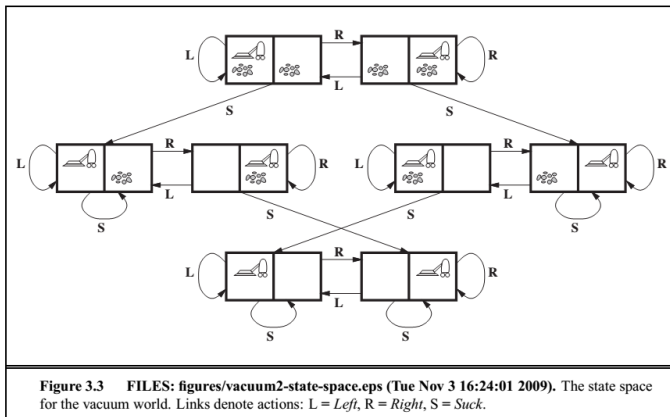 R
L
R
L
S
S
R
R
L
R
L
R
L
L
S
S
S
S
R
L
R
L
S
S
Figure 3.3 FILES: figures/vacuum2-state-space.eps (Tue Nov 3 16:24:01 2009). The state space
for the vacuum world. Links denote actions: L = Left, R = Right, S = Suck.